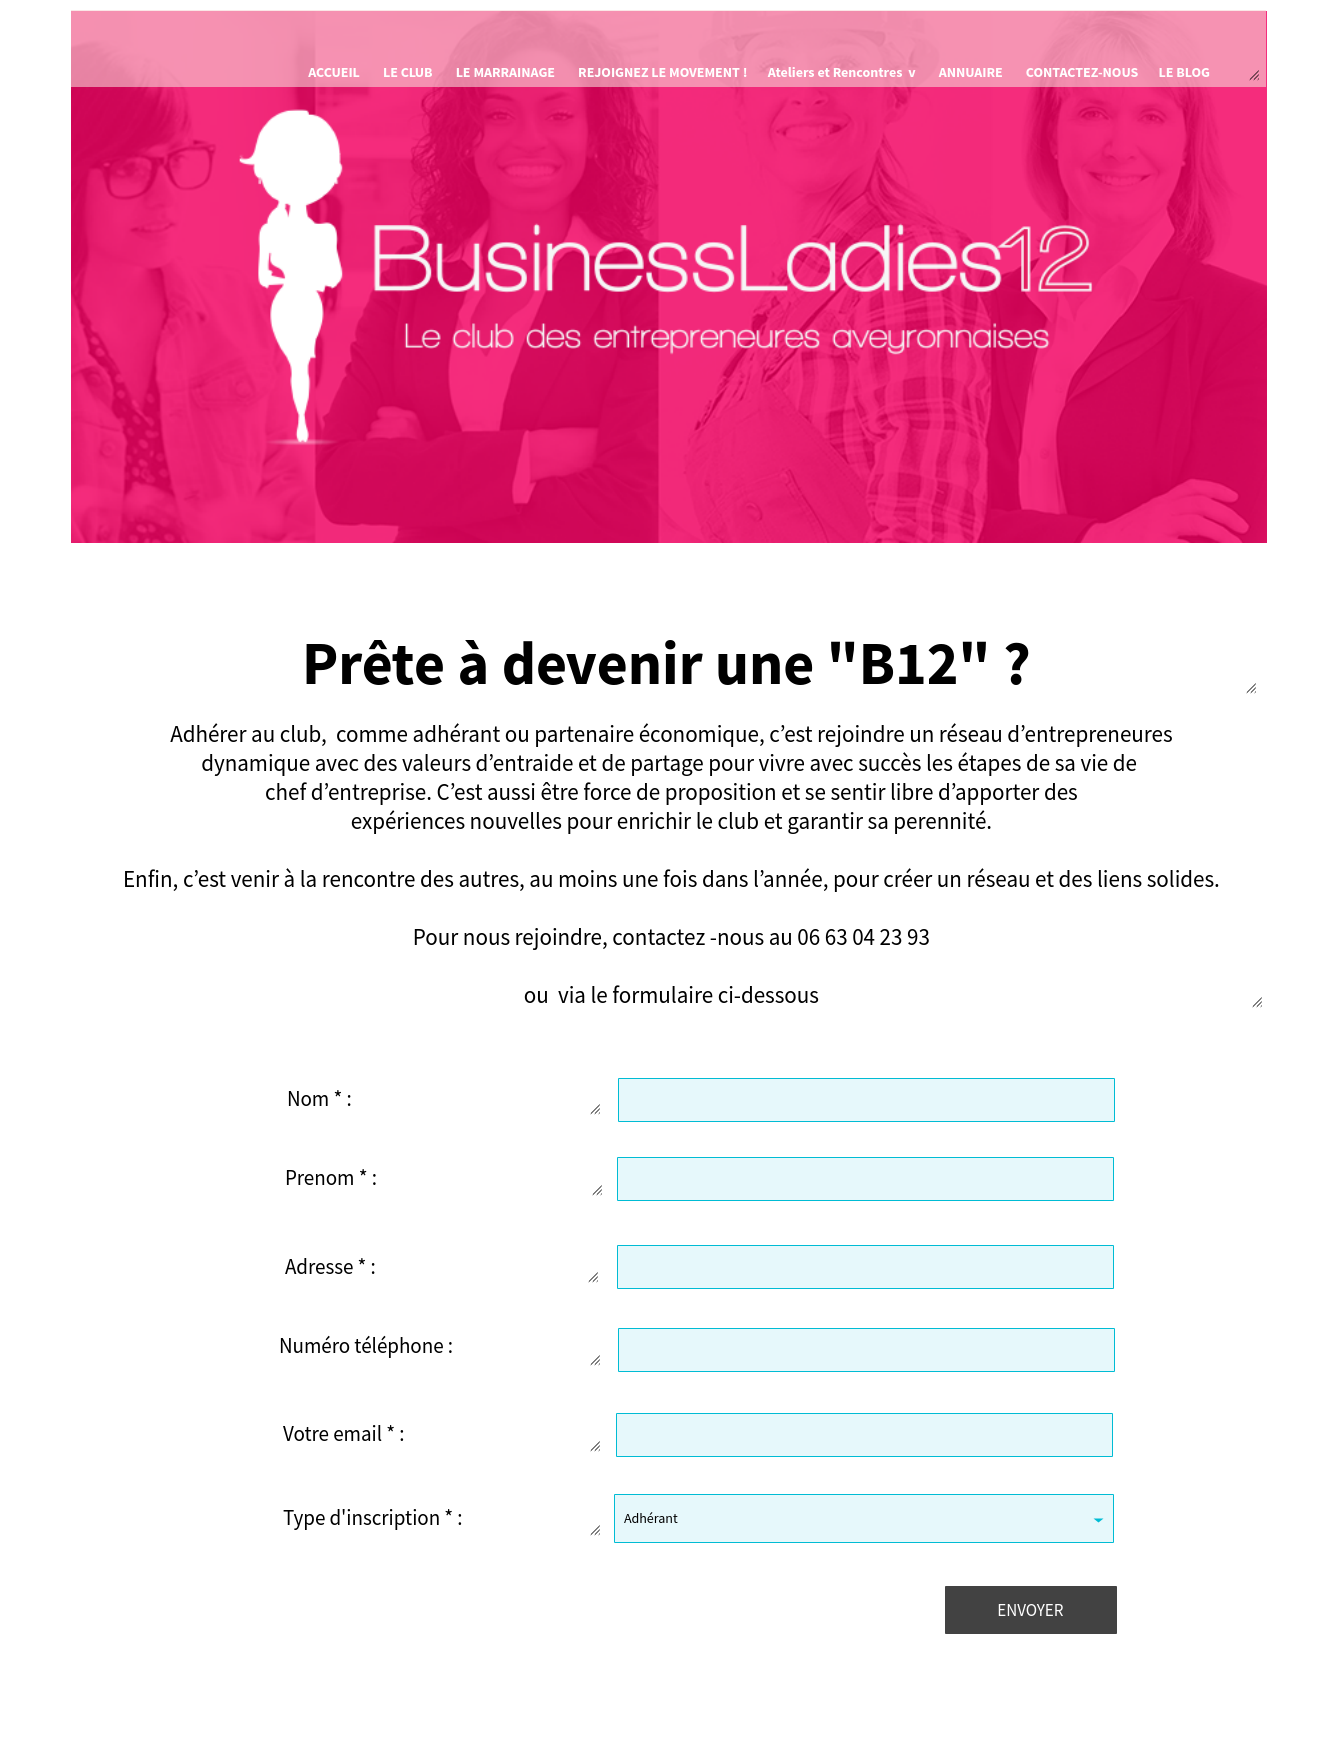 ACCUEIL LE CLUB LE MARRAINAGE REJOIGNEZ LE MOVEMENT ! Ateliers et Rencontres v ANNUAIRE CONTACTEZ-NOUS LE BLOG
BusinessLadies12
Le club des entrepreneures aveyronnaises
Prête à devenir une "B12" ?
Adhérer au club, comme adhérant ou partenaire économique, c’est rejoindre un réseau d’entrepreneures
dynamique avec des valeurs d’entraide et de partage pour vivre avec succès les étapes de sa vie de
chef d’entreprise. C’est aussi être force de proposition et se sentir libre d’apporter des
expériences nouvelles pour enrichir le club et garantir sa perennité.
Enfin, c’est venir à la rencontre des autres, au moins une fois dans l’année, pour créer un réseau et des liens solides.
Pour nous rejoindre, contactez -nous au 06 63 04 23 93
ou via le formulaire ci-dessous
Nom * :
Prenom * :
Adresse * :
Numéro téléphone :
Votre email * :
Type d'inscription * : Adhérant
ENVOYER